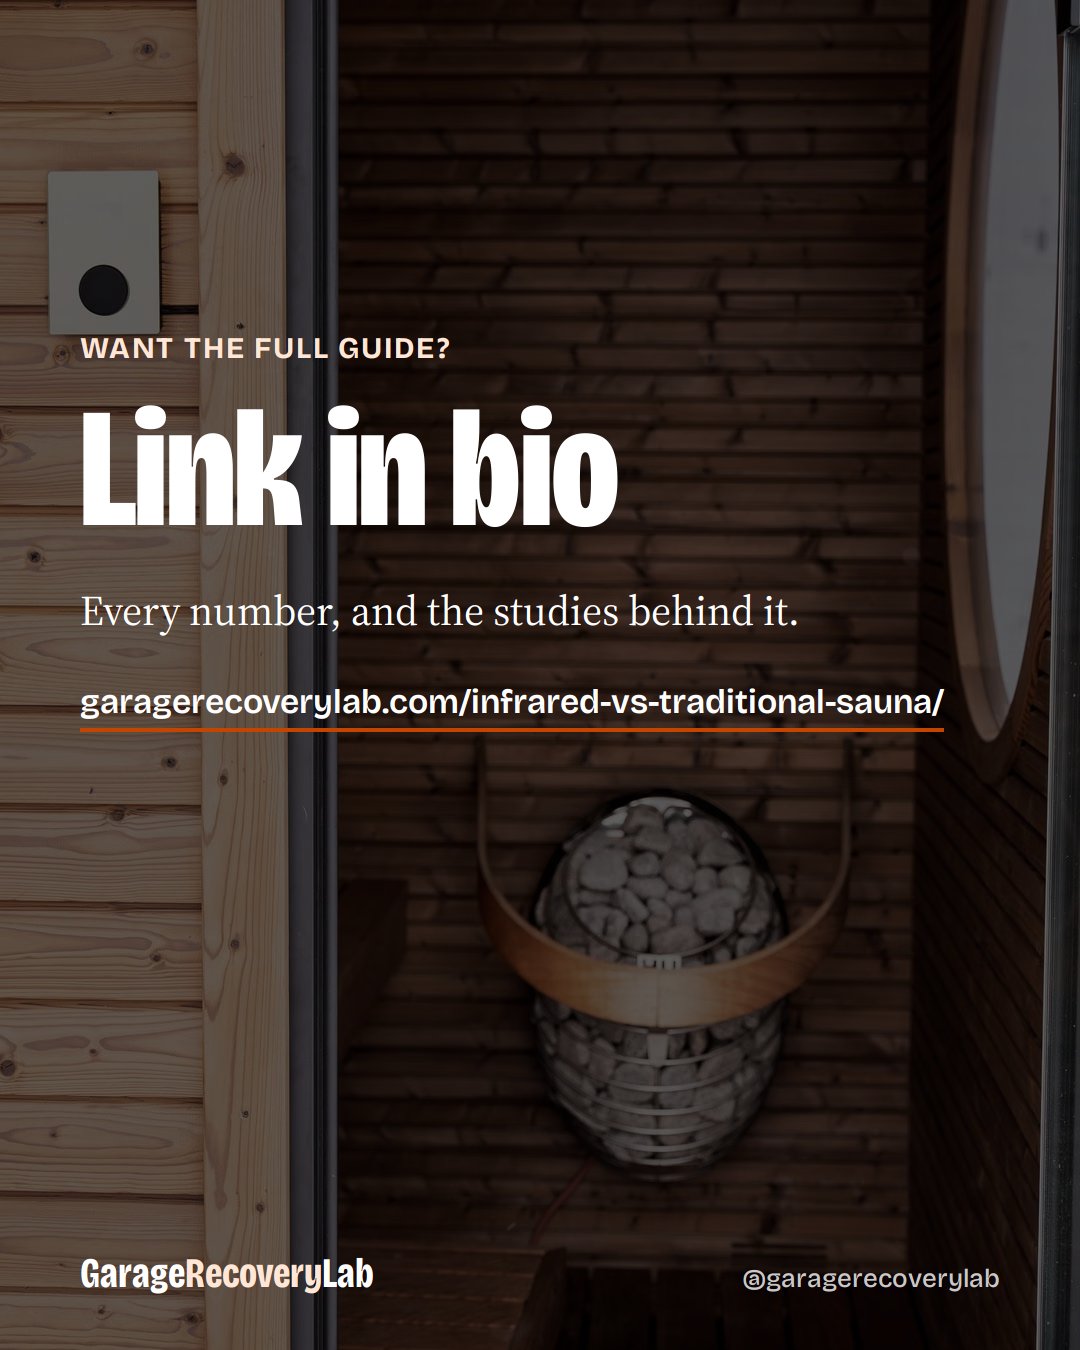 WANT THE FULL GUIDE?
Link in bio
Every number, and the studies behind it.
garagerecoverylab.com/infrared-vs-traditional-sauna/
GarageRecoveryLab
@garagerecoverylab